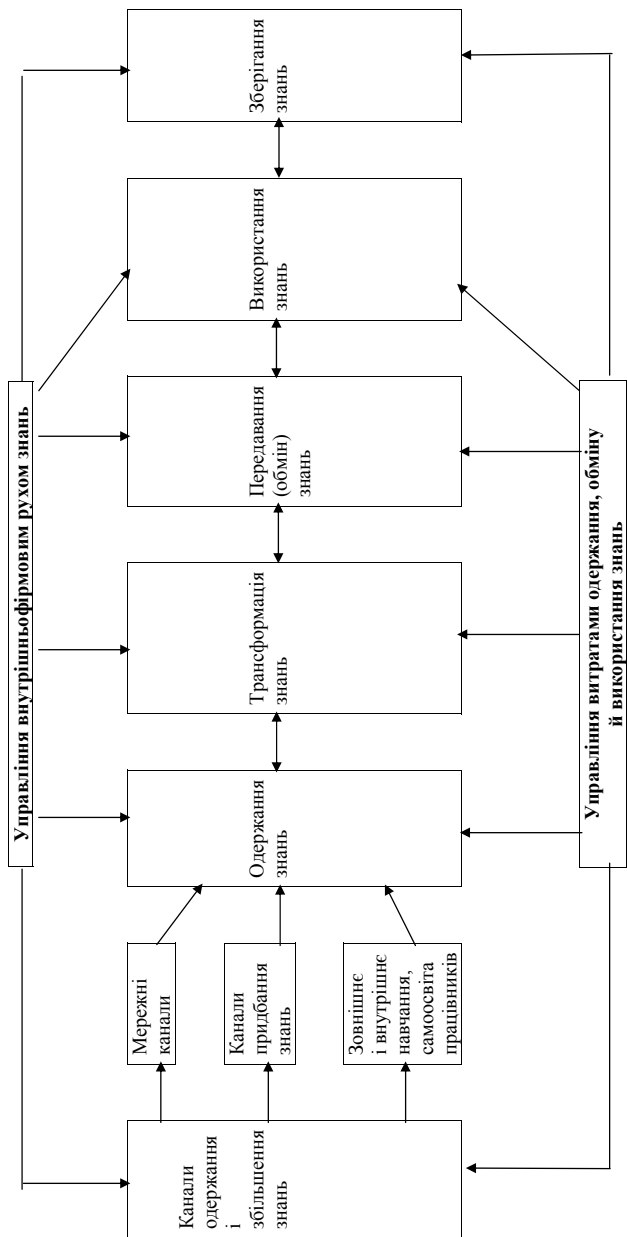 Управління внутрішньофірмовим рухом знань
Канали
одержання
і
збільшення
знань
Мережні
канали
Канали
придбання
знань
Зовнішнє
і внутрішнє
навчання,
самоосвіта
працівників
Одержання
знань
Трансформація
знань
Передавання
(обмін)
знань
Використання
знань
Зберігання
знань
Управління витратами одержання, обміну
й використання знань